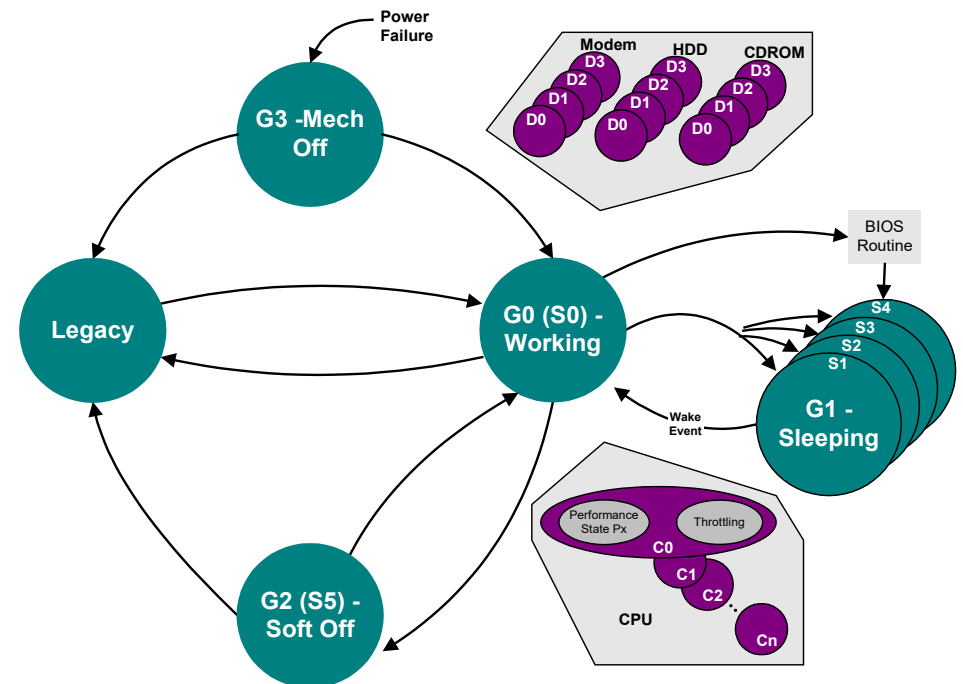 Power
Failure
G3 -Mech
Off
Modem
HDD
CDROM
D3
D2
D1
D0
D3
D2
D1
D0
D3
D2
D1
D0
BIOS
Routine
Legacy
G0 (S0) -
Working
S4
S3
S2
S1
G1 -
Sleeping
Wake
Event
Performance
State Px
Throttling
C0
C1
C2
Cn
CPU
G2 (S5) -
Soft Off